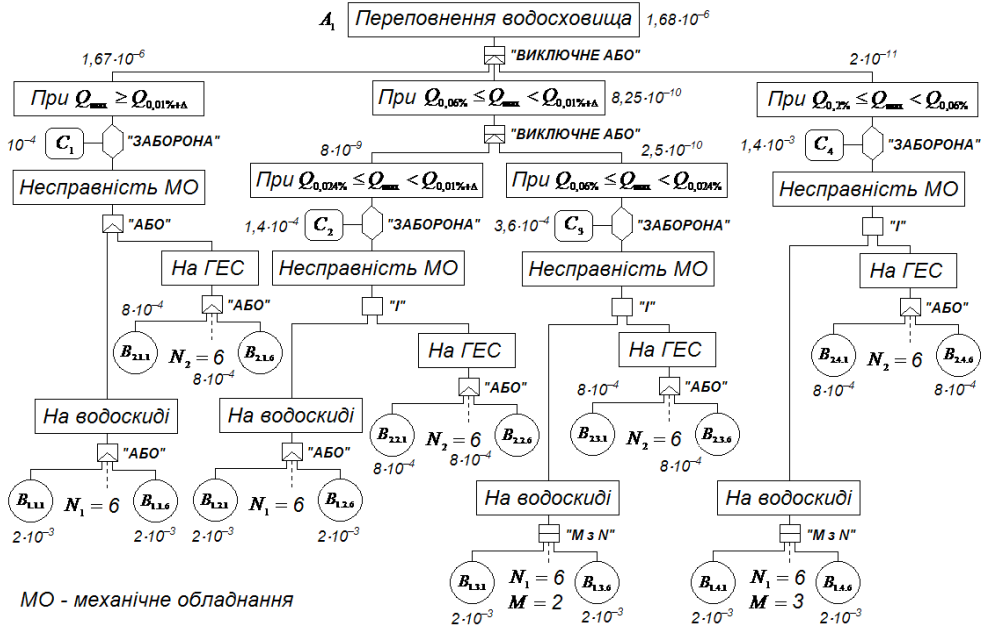 A₁ Переповнення водосховища 1,68·10⁻⁶
"ВИКЛЮЧНЕ АБО"
1,67·10⁻⁶ 2·10⁻¹¹
При Qmax ≥ Q0,01%+Δ При Q0,06% ≤ Qmax < Q0,01%+Δ 8,25·10⁻¹⁰ При Q0,2% ≤ Qmax < Q0,06%
10⁻⁴ C₁ "ЗАБОРОНА" "ВИКЛЮЧНЕ АБО" 1,4·10⁻³ C₄ "ЗАБОРОНА"
8·10⁻⁹ 2,5·10⁻¹⁰
Несправність МО При Q0,024% ≤ Qmax < Q0,01%+Δ При Q0,06% ≤ Qmax < Q0,024% Несправність МО
"АБО" 1,4·10⁻⁴ C₂ "ЗАБОРОНА" 3,6·10⁻⁴ C₃ "ЗАБОРОНА" "І"
На ГЕС Несправність МО Несправність МО На ГЕС
8·10⁻⁴ "АБО" "І" "І" "АБО"
B2.1.1 N₂ = 6 B2.1.6 На ГЕС На ГЕС B2.4.1 N₂ = 6 B2.4.6
8·10⁻⁴ 8·10⁻⁴ 8·10⁻⁴
"АБО" 8·10⁻⁴ "АБО"
На водоскиді На водоскиді B2.2.1 N₂ = 6 B2.2.6 B2.3.1 N₂ = 6 B2.3.6
"АБО" "АБО" 8·10⁻⁴ 8·10⁻⁴ 8·10⁻⁴
B1.1.1 N₁ = 6 B1.1.6 B1.2.1 N₁ = 6 B1.2.6 На водоскиді На водоскиді
2·10⁻³ 2·10⁻³ 2·10⁻³ 2·10⁻³ "М з N" "М з N"
B1.3.1 N₁ = 6 B1.3.6 B1.4.1 N₁ = 6 B1.4.6
МО - механічне обладнання M = 2 M = 3
2·10⁻³ 2·10⁻³ 2·10⁻³ 2·10⁻³